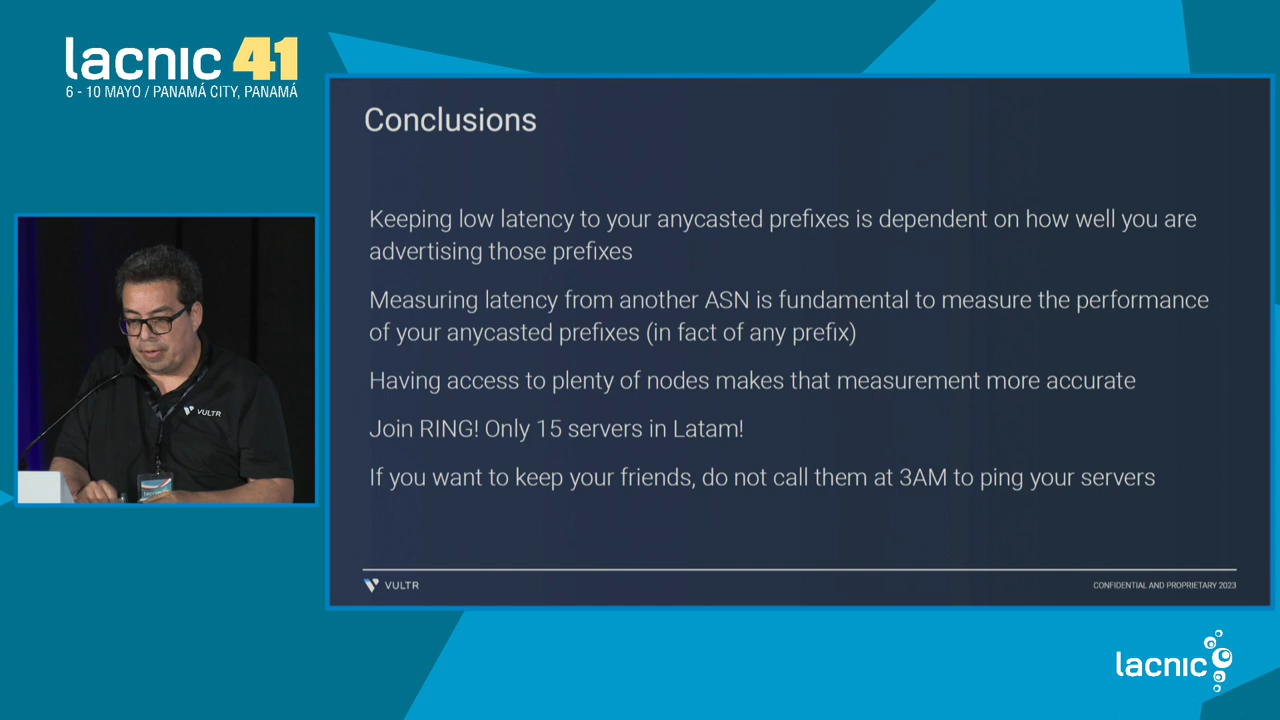 lacnic 41
6 - 10 MAYO / PANAMÁ CITY, PANAMÁ
Conclusions
Keeping low latency to your anycasted prefixes is dependent on how well you are
advertising those prefixes
Measuring latency from another ASN is fundamental to measure the performance
of your anycasted prefixes (in fact of any prefix)
Having access to plenty of nodes makes that measurement more accurate
Join RING! Only 15 servers in Latam!
If you want to keep your friends, do not call them at 3AM to ping your servers
VULTR
VULTR
CONFIDENTIAL AND PROPRIETARY 2023
lacnic